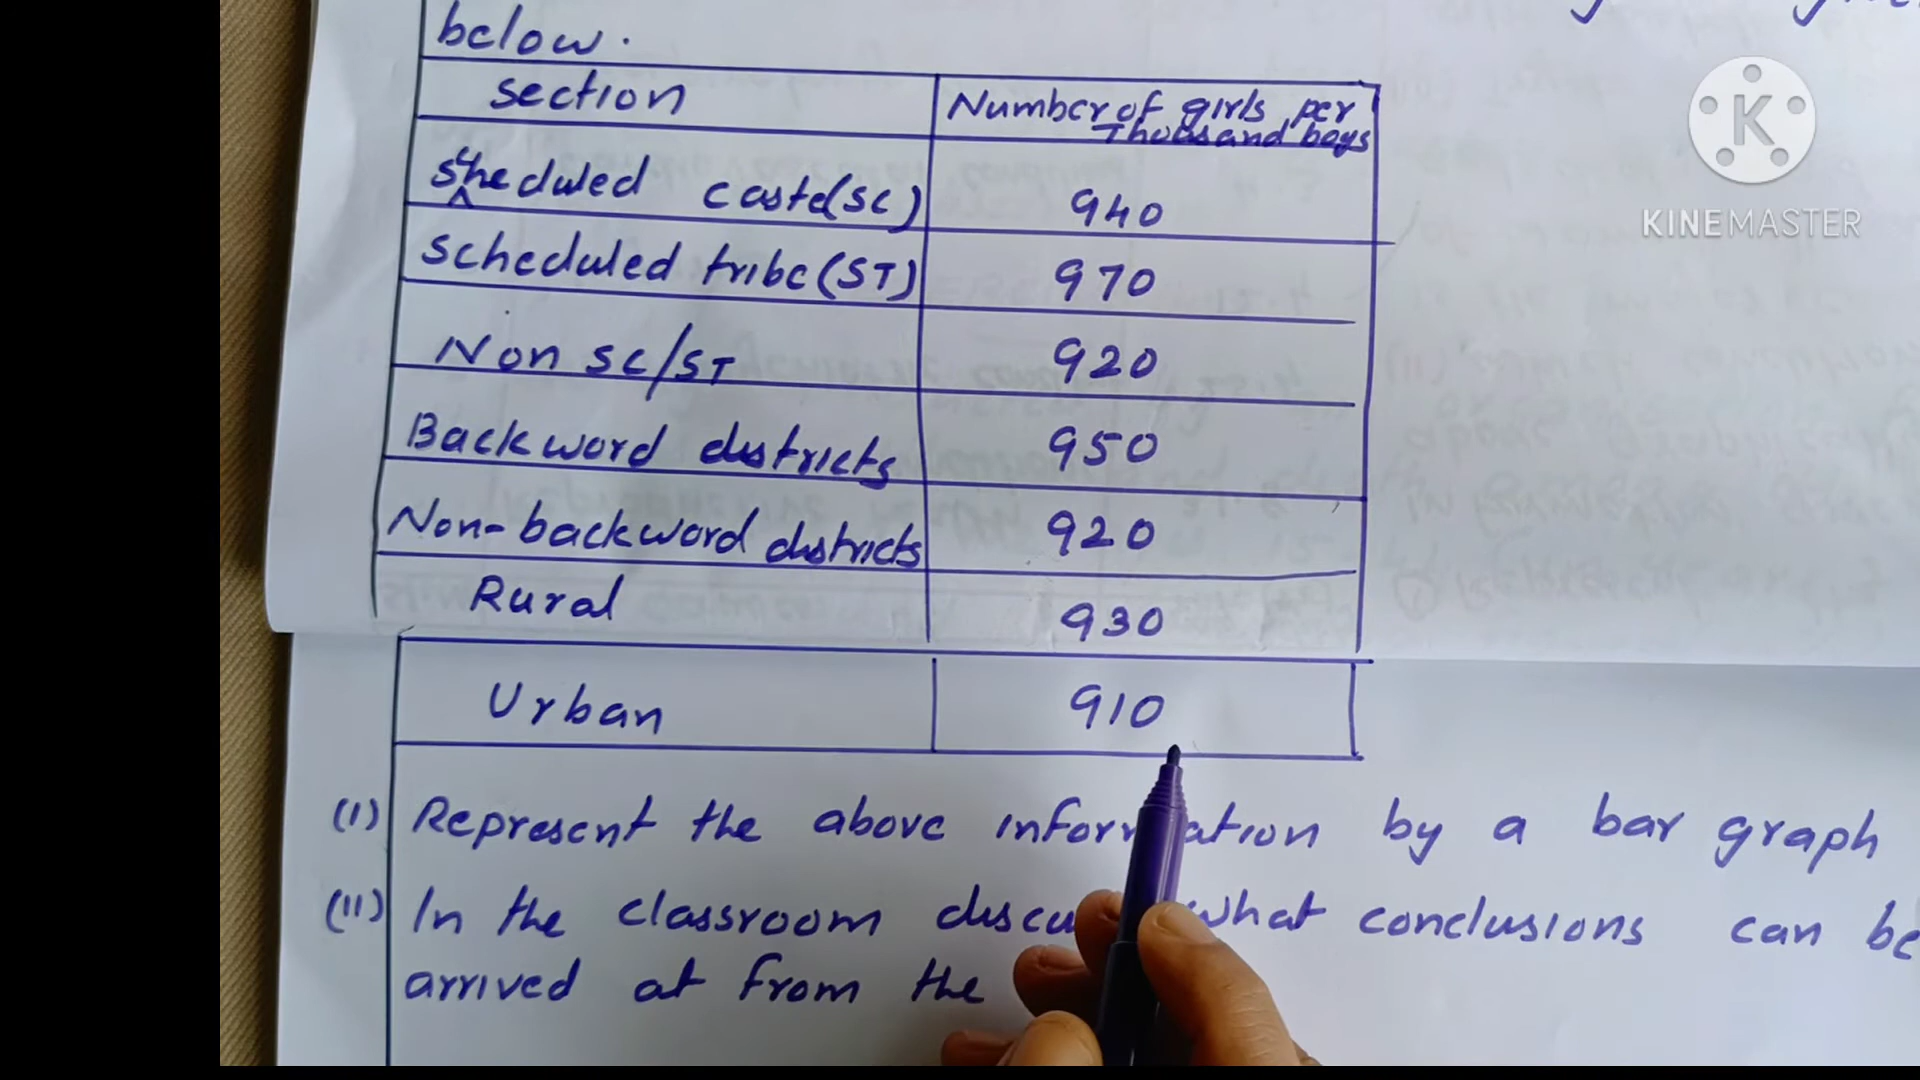 below.
section Number of girls per
Thousand boys
scheduled caste(SC) 940
scheduled tribe(ST) 970
Non SC/ST 920
Backword districts 950
Non-backword districts 920
Rural 930
Urban 910
(I) Represent the above information by a bar graph
(II) In the classroom what conclusions can be
arrived at from the
K
KINEMASTER